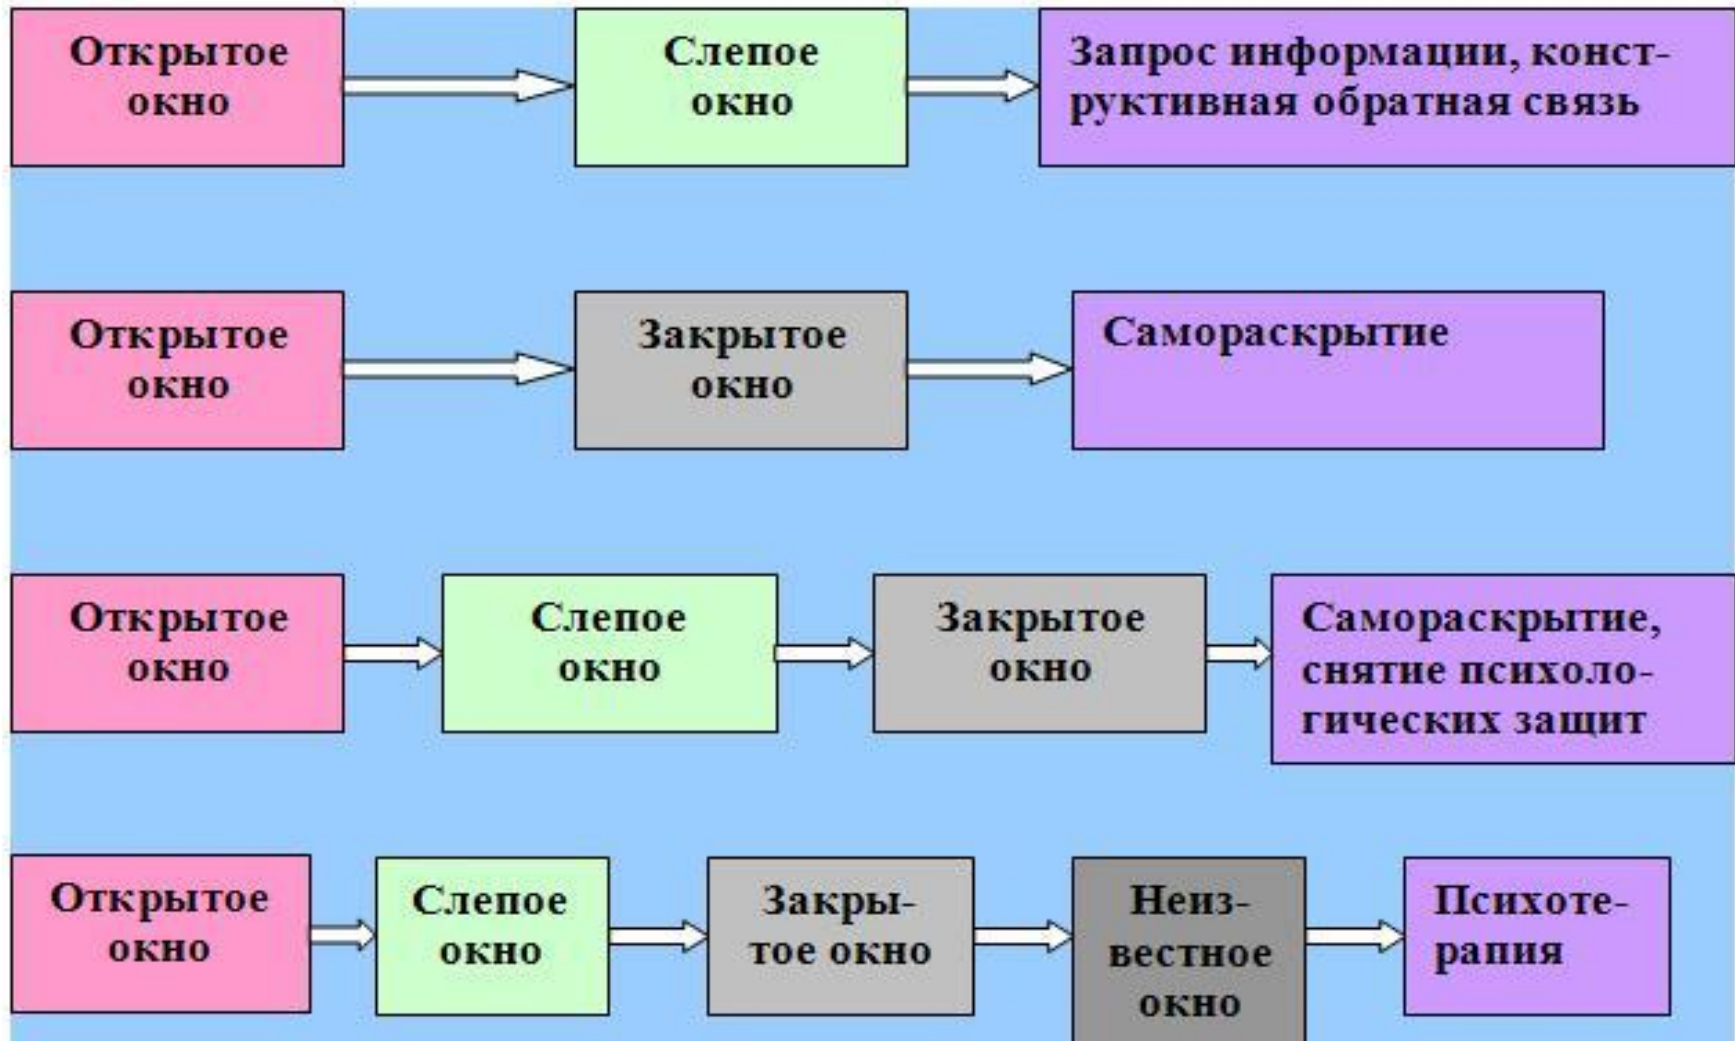 Открытое
окно
Слепое
окно
Запрос информации, конст-
руктивная обратная связь
Открытое
окно
Закрытое
окно
Самораскрытие
Открытое
окно
Слепое
окно
Закрытое
окно
Самораскрытие,
снятие психоло-
гических защит
Открытое
окно
Слепое
окно
Закры-
тое окно
Неиз-
вестное
окно
Психоте-
рапия